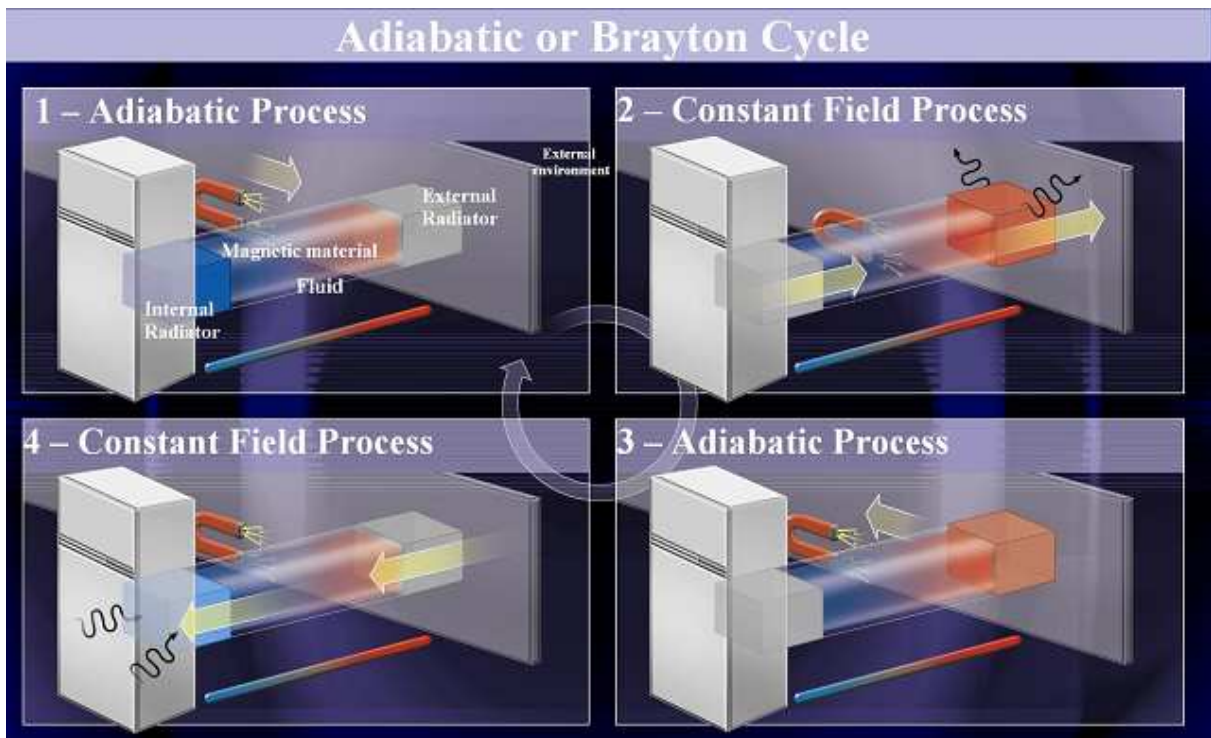 Adiabatic or Brayton Cycle
1 – Adiabatic Process
External
environment
External
Radiator
Magnetic material
Fluid
Internal
Radiator
2 – Constant Field Process
4 – Constant Field Process
3 – Adiabatic Process